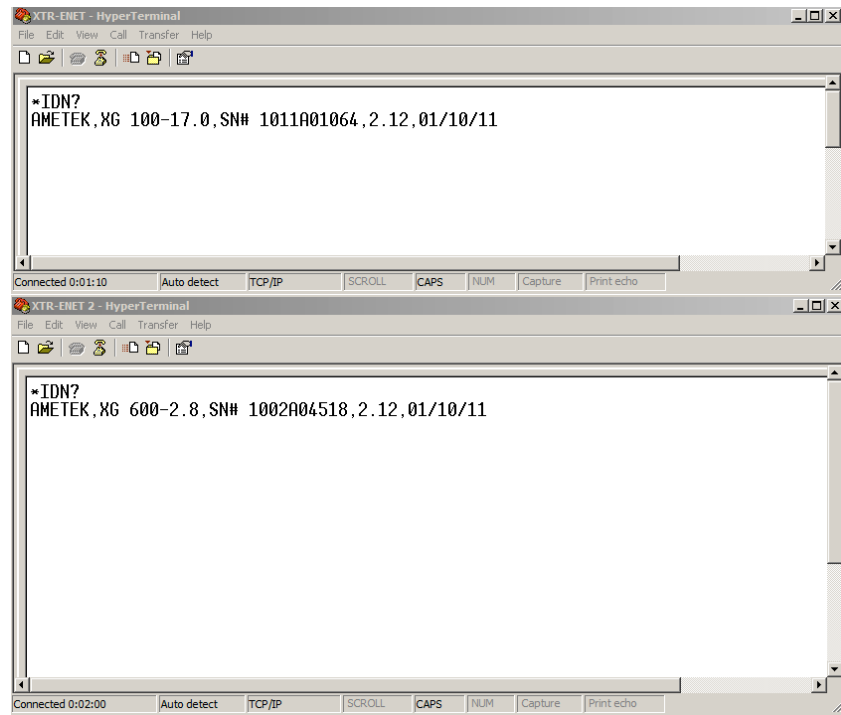 XTR-ENET - HyperTerminal
File Edit View Call Transfer Help
*IDN?
AMETEK,XG 100-17.0,SN# 1011A01064,2.12,01/10/11
Connected 0:01:10 Auto detect TCP/IP SCROLL CAPS NUM Capture Print echo
XTR-ENET 2 - HyperTerminal
File Edit View Call Transfer Help
*IDN?
AMETEK,XG 600-2.8,SN# 1002A04518,2.12,01/10/11
Connected 0:02:00 Auto detect TCP/IP SCROLL CAPS NUM Capture Print echo